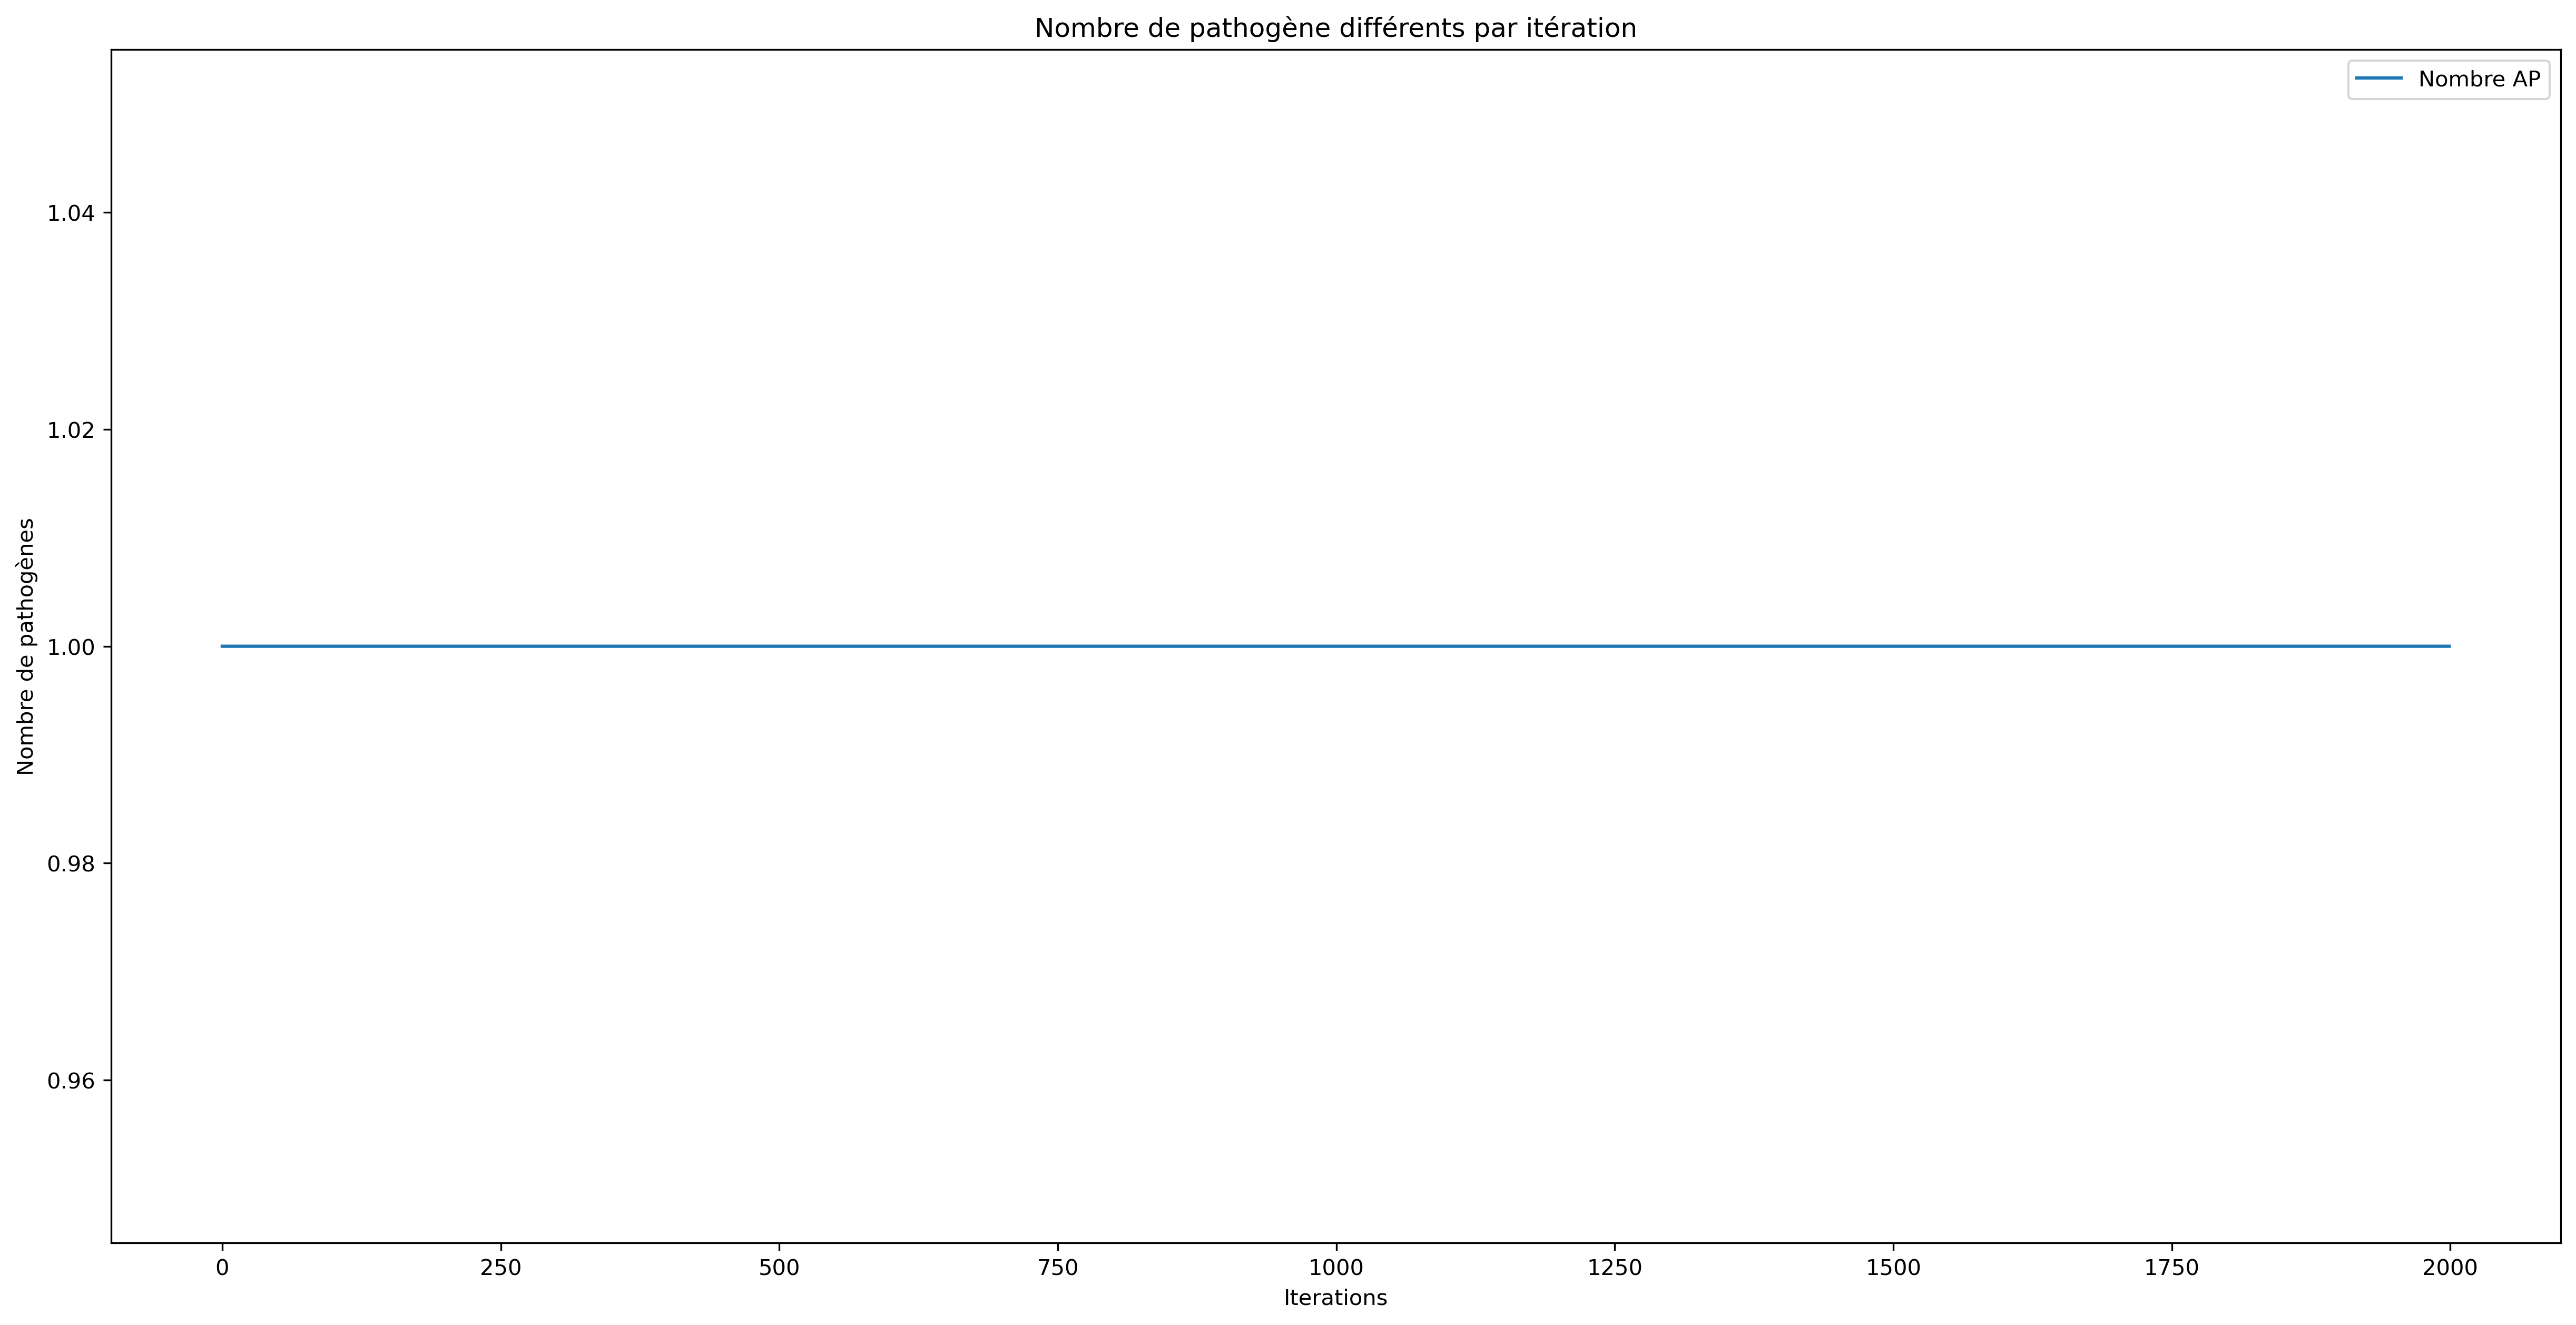 Nombre de pathogène différents par itération
Nombre AP
Nombre de pathogènes
1.04
1.02
1.00
0.98
0.96
0 250 500 750 1000 1250 1500 1750 2000
Iterations